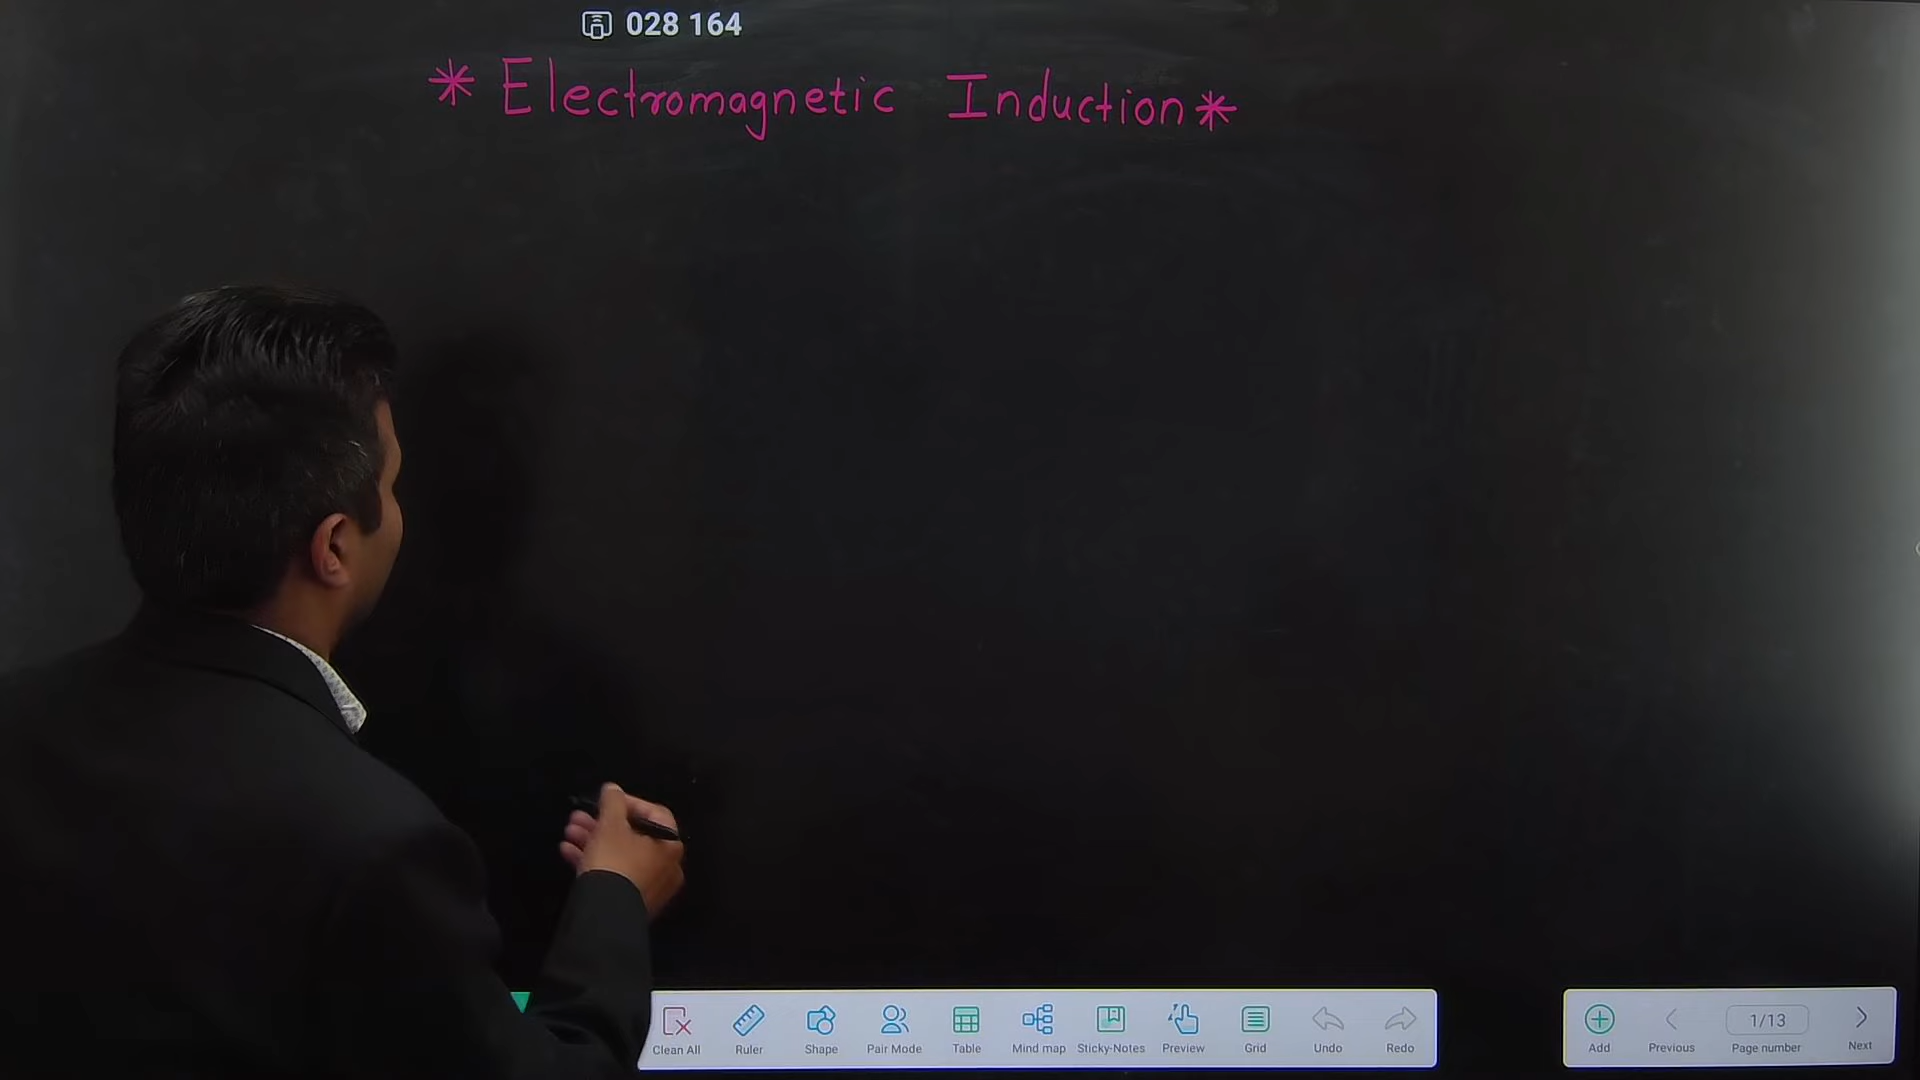 028 164
* Electromagnetic Induction *
Clean All Ruler Shape Pair Mode Table Mind map Sticky-Notes Preview Grid Undo Redo
Add Previous 1/13 Page number Next